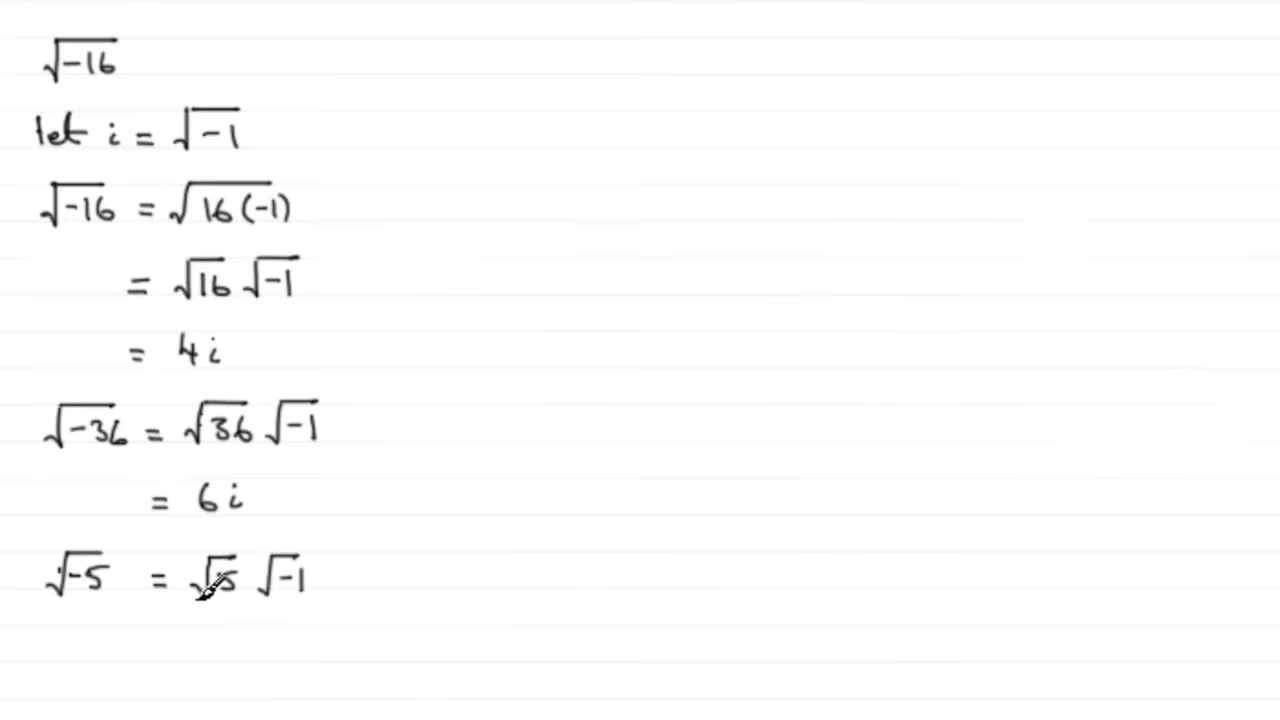 √-16
let i = √-1
√-16 = √16(-1)
= √16 √-1
= 4i
√-36 = √36 √-1
= 6i
√-5 = √5 √-1